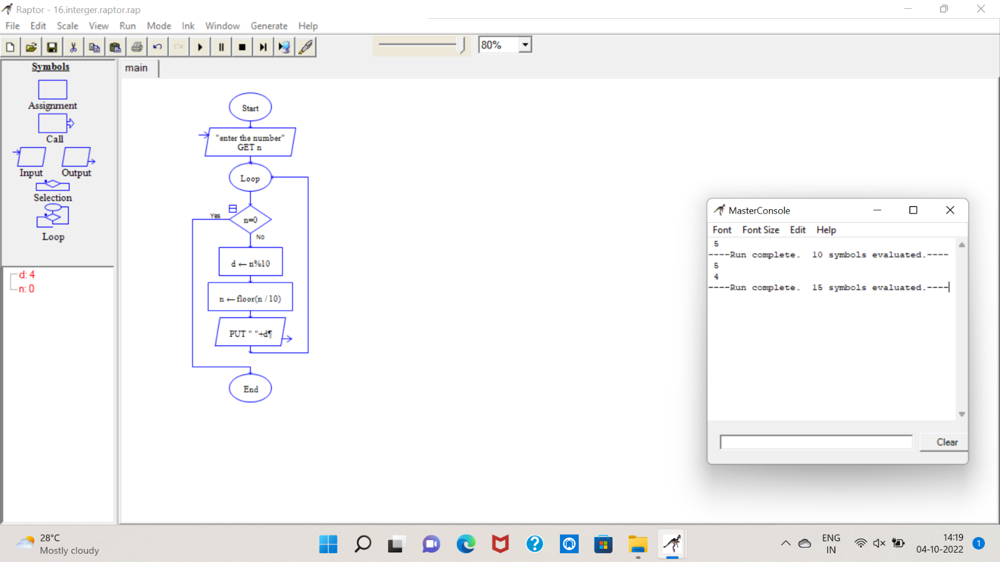 Raptor - 16.interger.raptor.rap
File Edit Scale View Run Mode Ink Window Generate Help
80%
Symbols
Assignment
Call
Input Output
Selection
Loop
d: 4
n: 0
main
Start
"enter the number"
GET n
Loop
Yes
n=0
No
d ← n%10
n ← floor(n / 10)
PUT " "+d¶
End
MasterConsole
Font Font Size Edit Help
5
----Run complete. 10 symbols evaluated.----
5
4
----Run complete. 15 symbols evaluated.----
Clear
28°C
Mostly cloudy
ENG
IN
14:19
04-10-2022
1